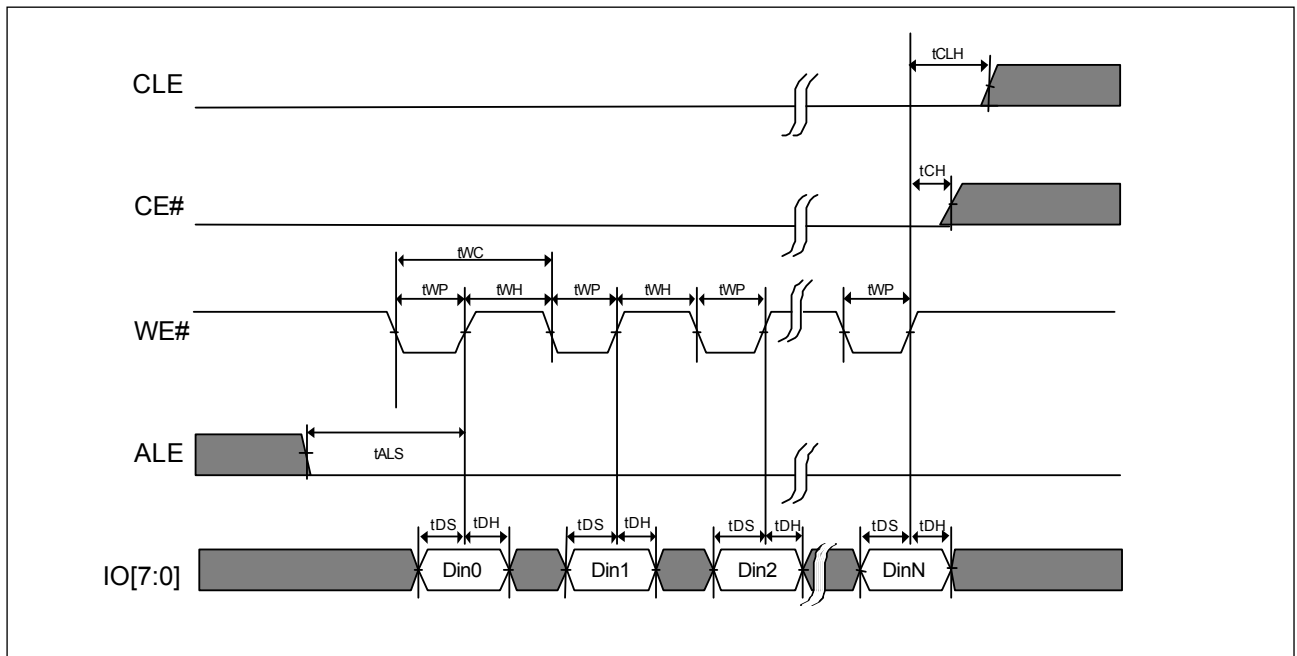 tCLH
CLE
tCH
CE#
tWC
tWP tWH tWP tWH tWP tWP
WE#
ALE
tALS
tDS tDH tDS tDH tDS tDH tDS tDH
IO[7:0] Din0 Din1 Din2 DinN